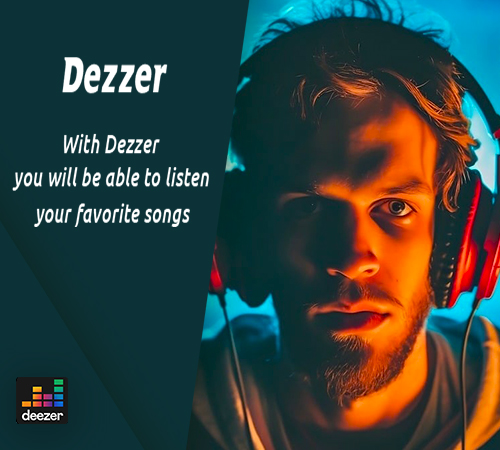 Dezzer
With Dezzer
you will be able to listen
your favorite songs
deezer